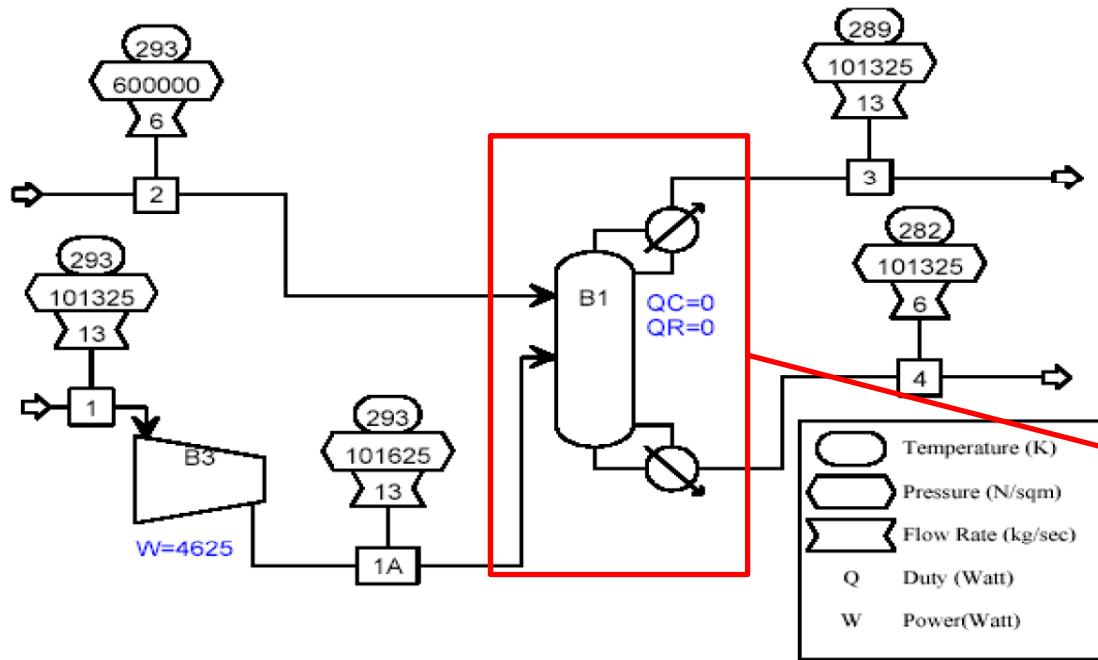 293
600000
6
2
293
101325
13
1
B3
W=4625
293
101625
13
1A
B1
QC=0
QR=0
289
101325
13
3
282
101325
6
4
Temperature (K)
Pressure (N/sqm)
Flow Rate (kg/sec)
Q Duty (Watt)
W Power(Watt)